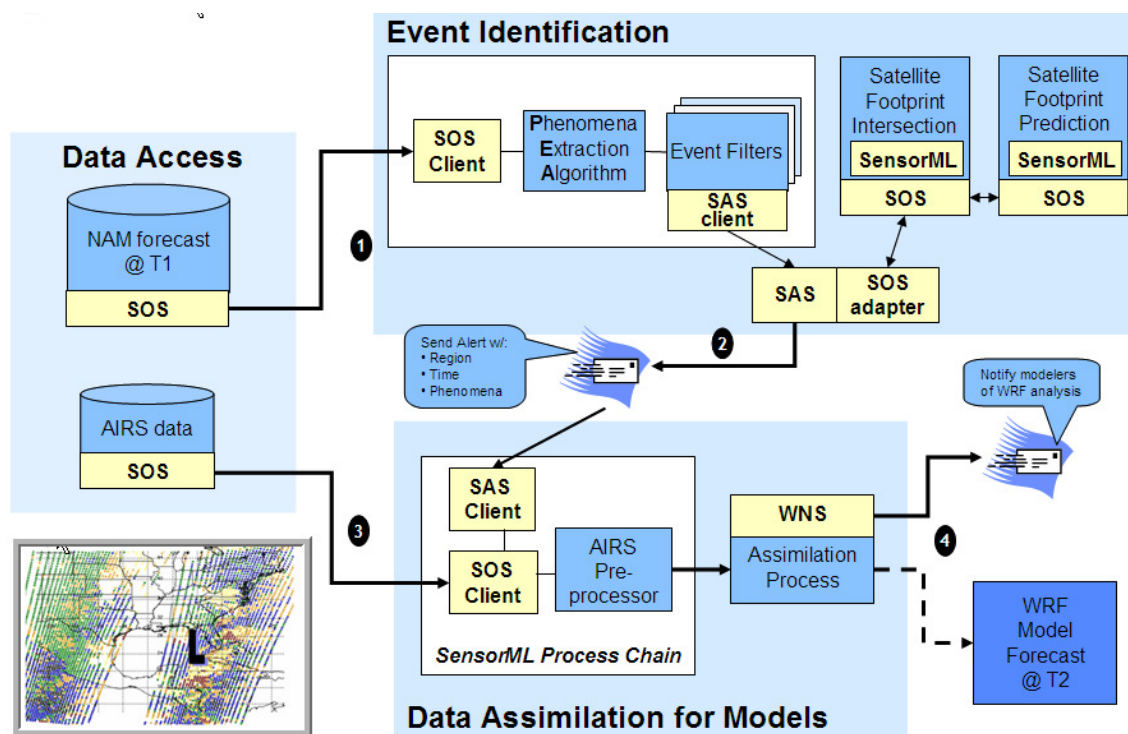 Event Identification
Data Access
SOS
Client
Phenomena
Extraction
Algorithm
Event Filters
SAS
client
Satellite
Footprint
Intersection
SensorML
SOS
Satellite
Footprint
Prediction
SensorML
SOS
NAM forecast
@ T1
SOS
1
SAS
SOS
adapter
2
Send Alert w/:
• Region
• Time
• Phenomena
Notify modelers
of WRF analysis
AIRS data
SOS
3
SAS
Client
SOS
Client
AIRS
Pre-
processor
SensorML Process Chain
WNS
Assimilation
Process
4
WRF
Model
Forecast
@ T2
L
Data Assimilation for Models